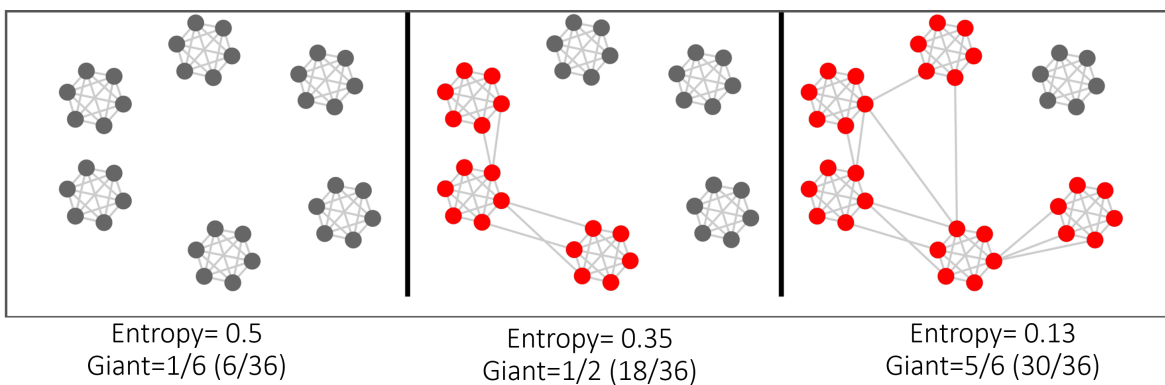 Entropy= 0.5
Giant=1/6 (6/36)
Entropy= 0.35
Giant=1/2 (18/36)
Entropy= 0.13
Giant=5/6 (30/36)